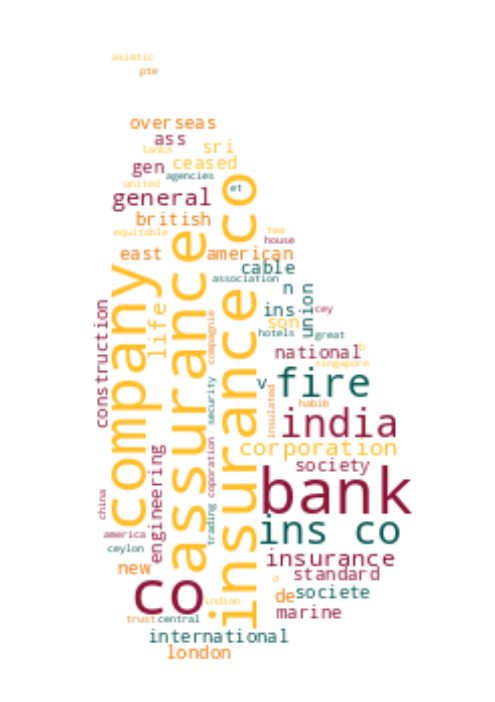 asiatic
pte
overseas
ass
lanka
sri
gen
ceased
agencies
united
et
general
british
equitable
tea
house
east
american
cable
association
n
company
assurance co
insurance co
life
construction
compagnie
ins
cey
son
union
hotels
great
national
b
singapore
v
fire
security
insulated
habib
india
corporation
society
engineering
coporation
bank
china
trading
ins co
america
ceylon
insurance
new
standard
d
co
indian
de
societe
marine
trust
central
international
london